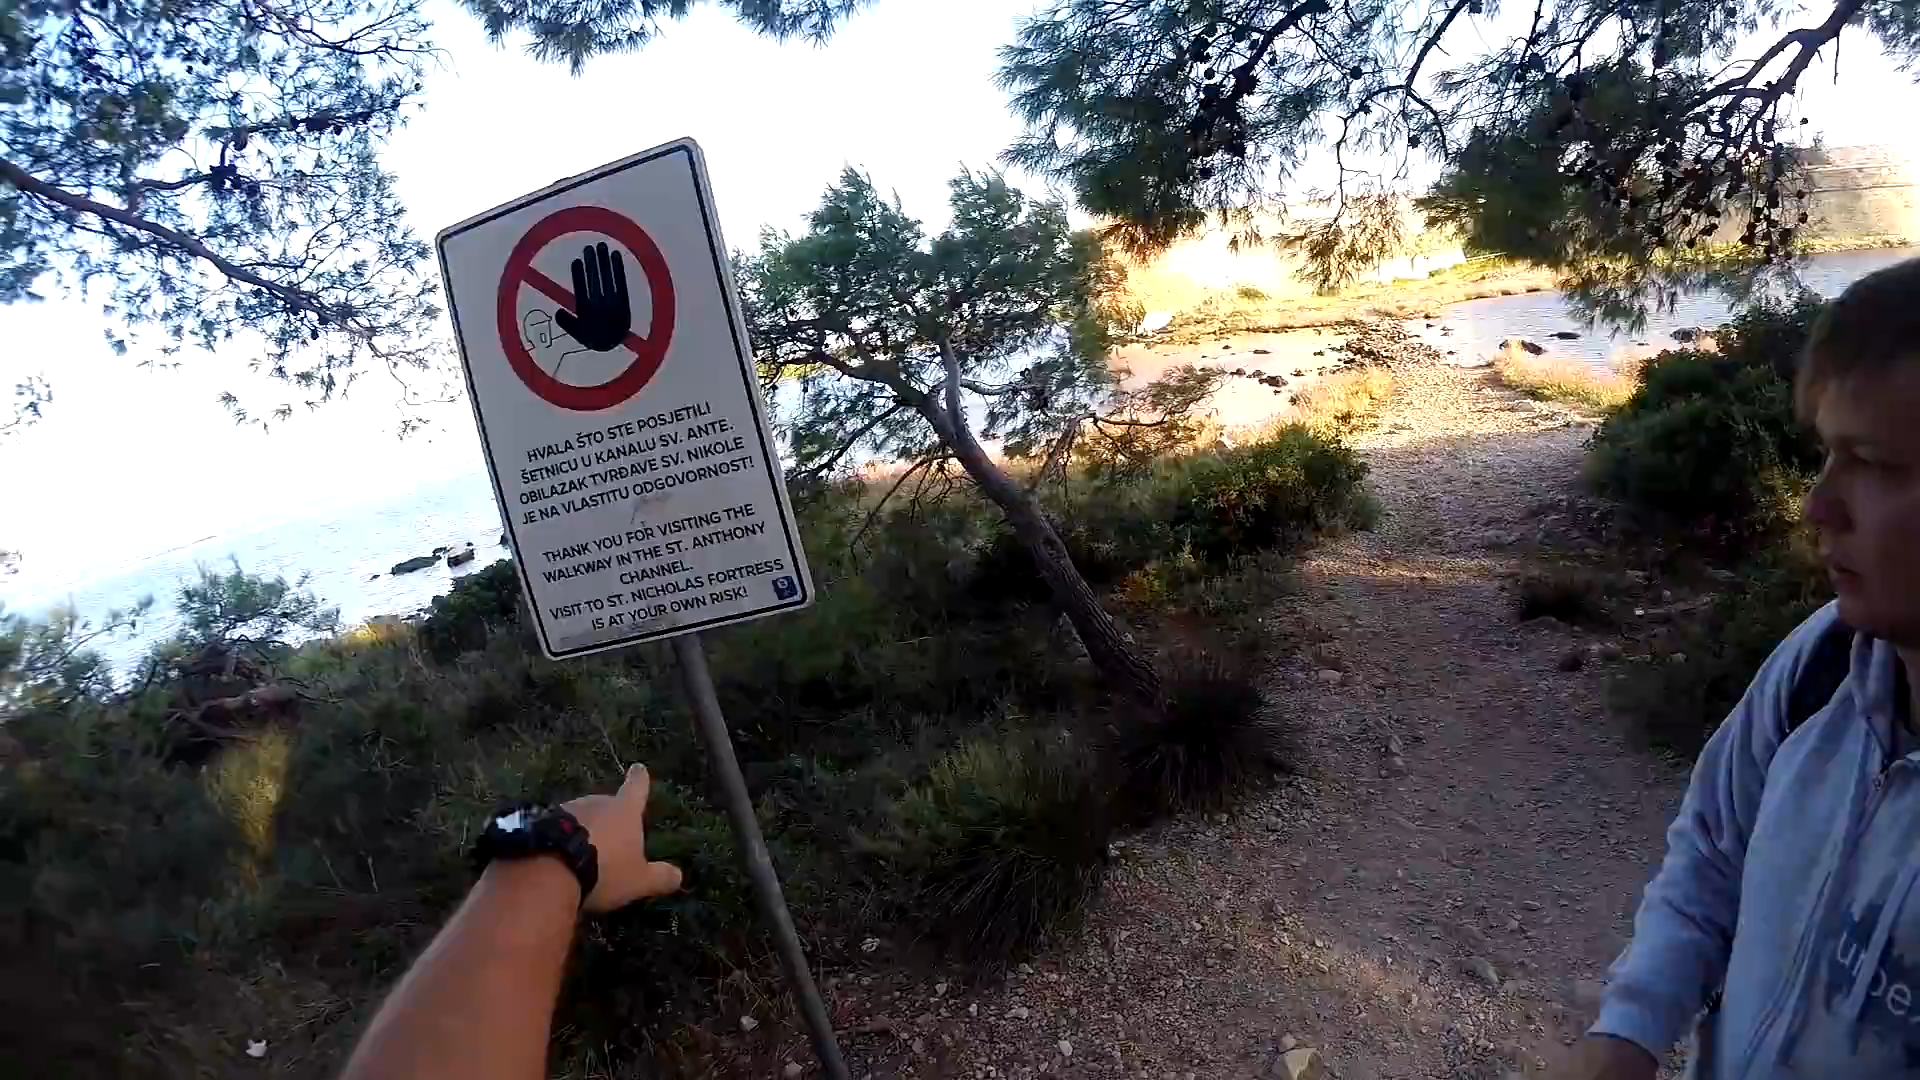 HVALA ŠTO STE POSJETILI
ŠETNICU U KANALU SV. ANTE.
OBILAZAK TVRĐAVE SV. NIKOLE
JE NA VLASTITU ODGOVORNOST!
THANK YOU FOR VISITING THE
WALKWAY IN THE ST. ANTHONY
CHANNEL.
VISIT TO ST. NICHOLAS FORTRESS
IS AT YOUR OWN RISK!